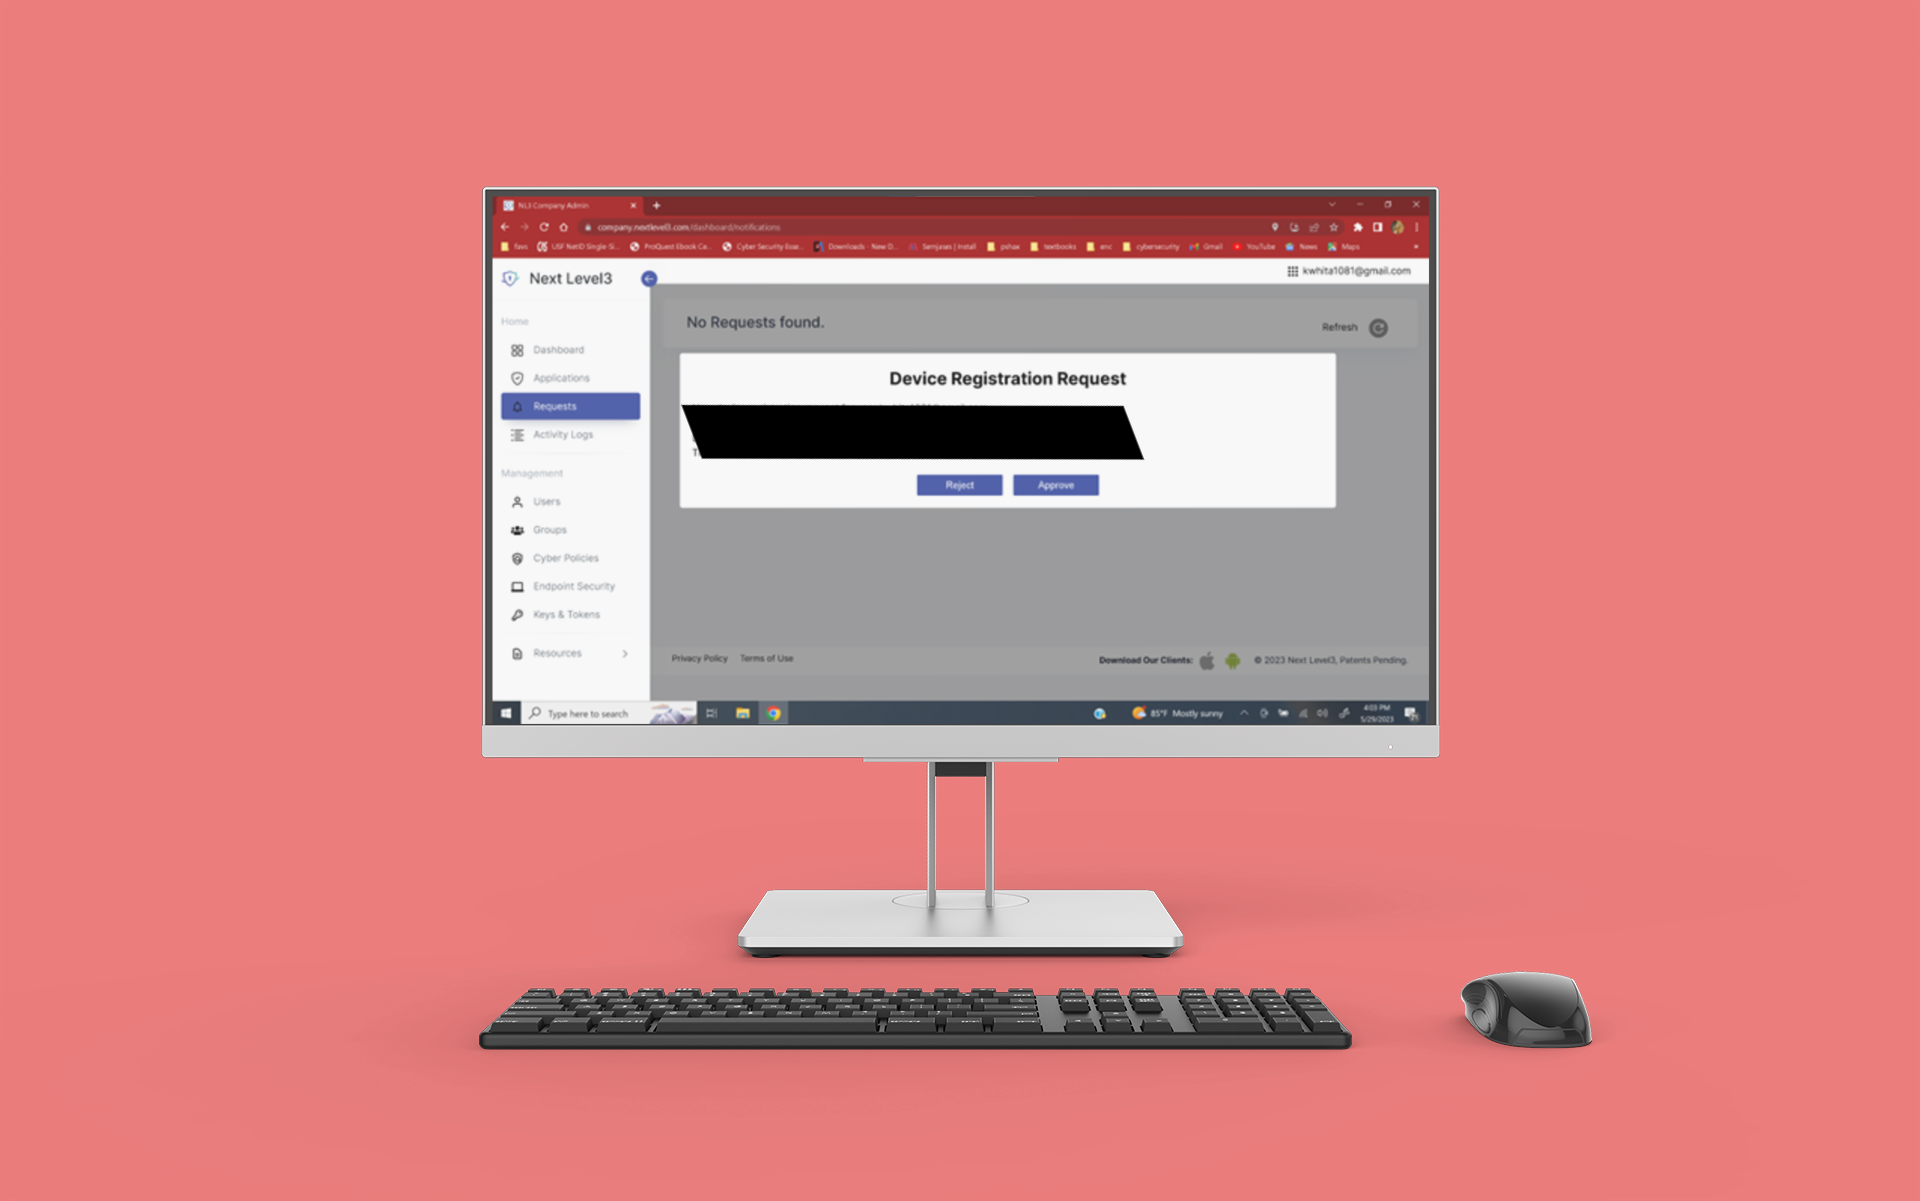 NL3 Company Admin
company.nextlevel3.com/dashboard/notifications
favs USF NetID Single Si... ProQuest Ebook Ce... Cyber Security Esse... Downloads - New D... Semjases | Install pshax textbooks enc cybersecurity Gmail YouTube News Maps
Next Level3
kwhita1081@gmail.com
Home
No Requests found.
Refresh
Dashboard
Applications
Device Registration Request
Requests
Activity Logs
Management
Reject Approve
Users
Groups
Cyber Policies
Endpoint Security
Keys & Tokens
Resources
Privacy Policy Terms of Use
Download Our Clients: © 2023 Next Level3, Patents Pending.
Type here to search
85°F Mostly sunny
4:03 PM
5/29/2023